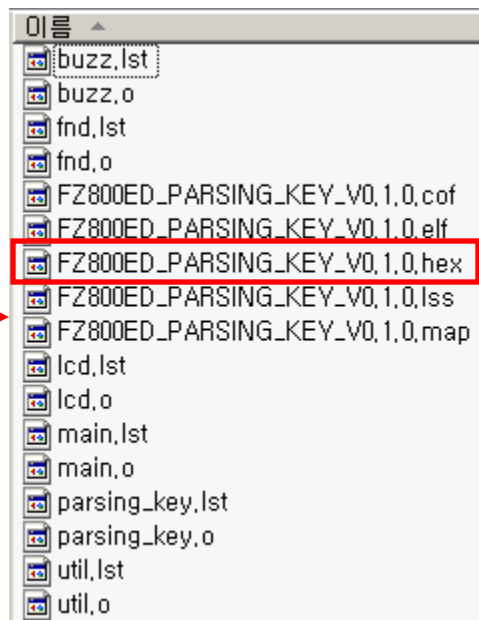 이름
buzz.lst
buzz.o
fnd.lst
fnd.o
FZ800ED_PARSING_KEY_V0.1.0.cof
FZ800ED_PARSING_KEY_V0.1.0.elf
FZ800ED_PARSING_KEY_V0.1.0.hex
FZ800ED_PARSING_KEY_V0.1.0.lss
FZ800ED_PARSING_KEY_V0.1.0.map
lcd.lst
lcd.o
main.lst
main.o
parsing_key.lst
parsing_key.o
util.lst
util.o